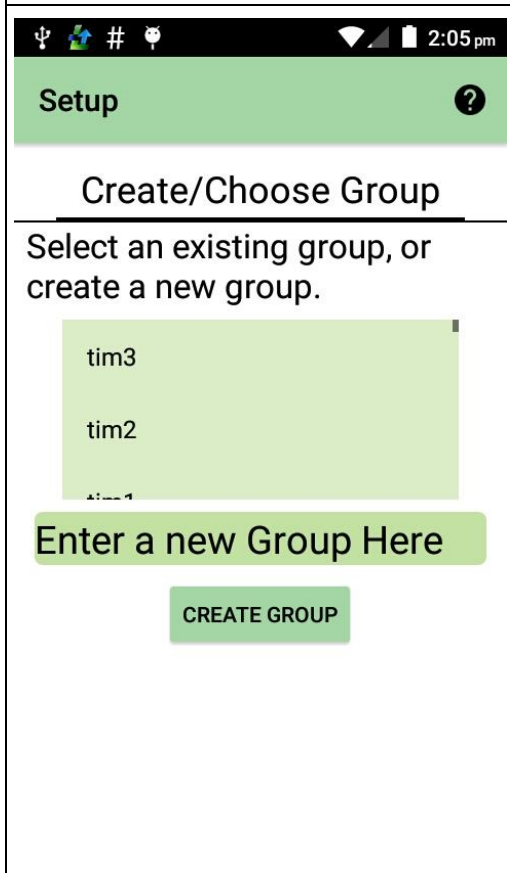 # 2:05 pm
Setup ?
Create/Choose Group
Select an existing group, or
create a new group.
tim3
tim2
tim1
Enter a new Group Here
CREATE GROUP